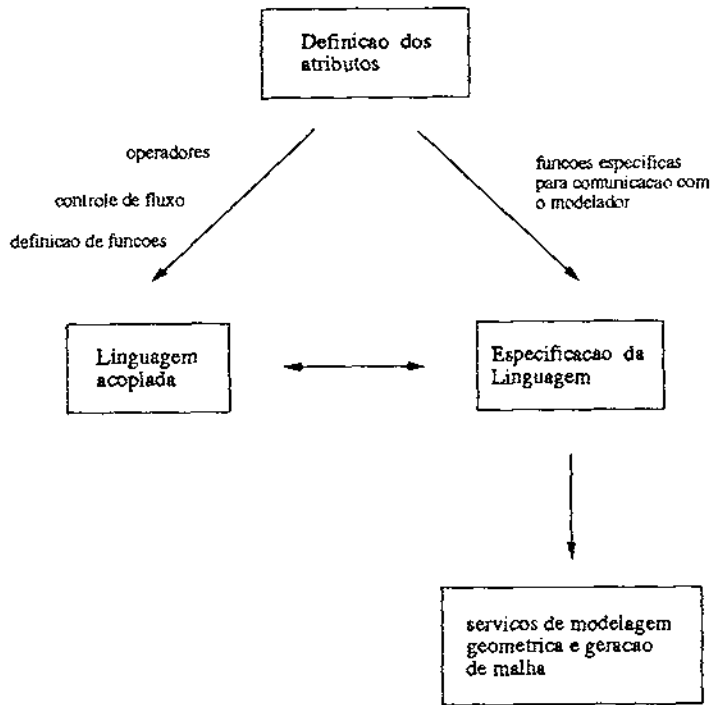 Definicao dos
atributos
operadores
controle de fluxo
definicao de funcoes
funcoes especificas
para comunicacao com
o modelador
Linguagem
acoplada
Especificacao da
Linguagem
servicos de modelagem
geometrica e geracao
de malha